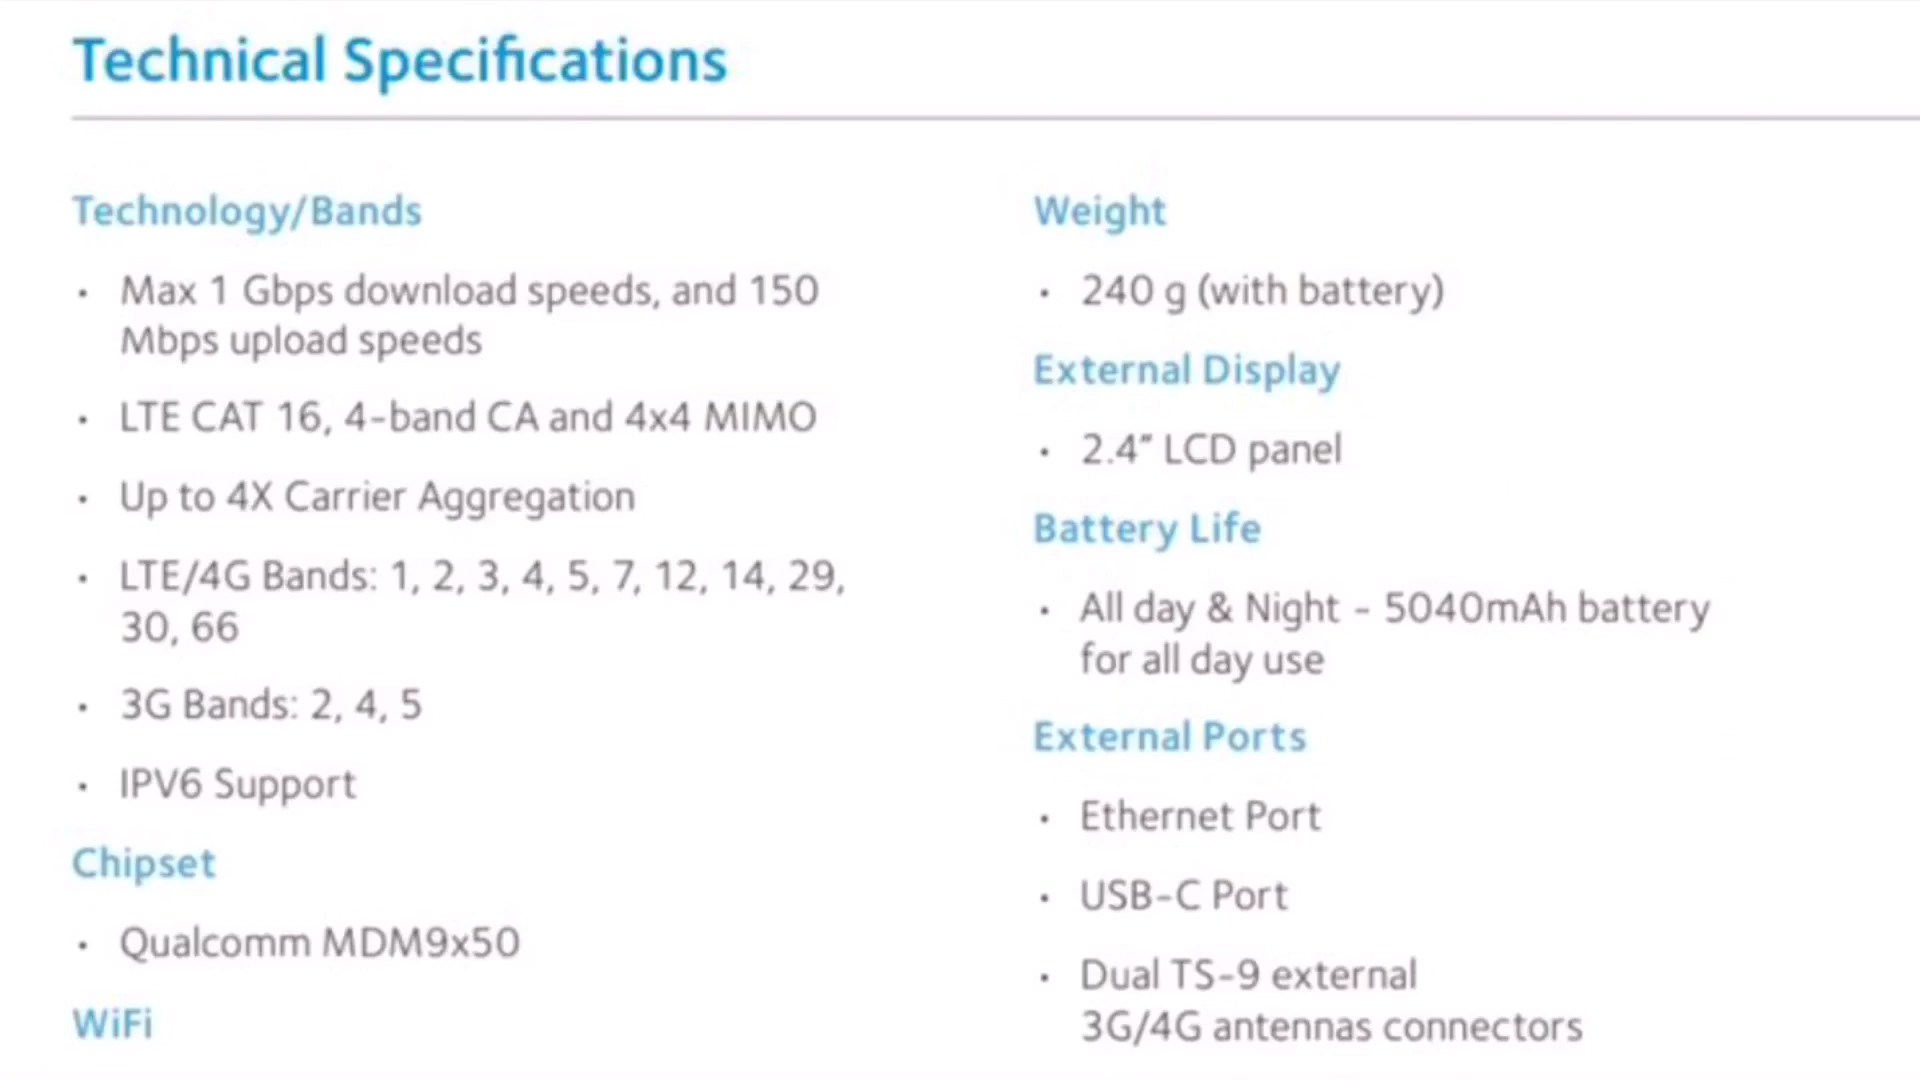 Technical Specifications
Technology/Bands
• Max 1 Gbps download speeds, and 150
Mbps upload speeds
• LTE CAT 16, 4-band CA and 4x4 MIMO
• Up to 4X Carrier Aggregation
• LTE/4G Bands: 1, 2, 3, 4, 5, 7, 12, 14, 29,
30, 66
• 3G Bands: 2, 4, 5
• IPV6 Support
Chipset
• Qualcomm MDM9x50
WiFi
Weight
• 240 g (with battery)
External Display
• 2.4” LCD panel
Battery Life
• All day & Night - 5040mAh battery
for all day use
External Ports
• Ethernet Port
• USB-C Port
• Dual TS-9 external
3G/4G antennas connectors